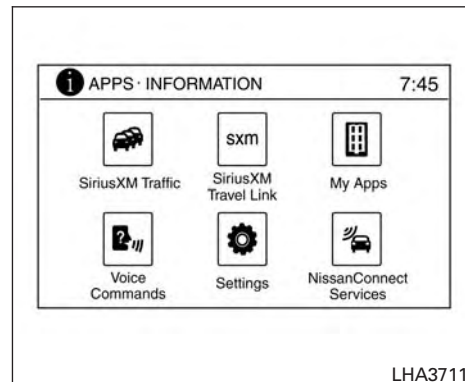 i APPS · INFORMATION 7:45
sxm
SiriusXM Traffic
SiriusXM
Travel Link
My Apps
?
Voice
Commands
Settings
NissanConnect
Services
LHA3711